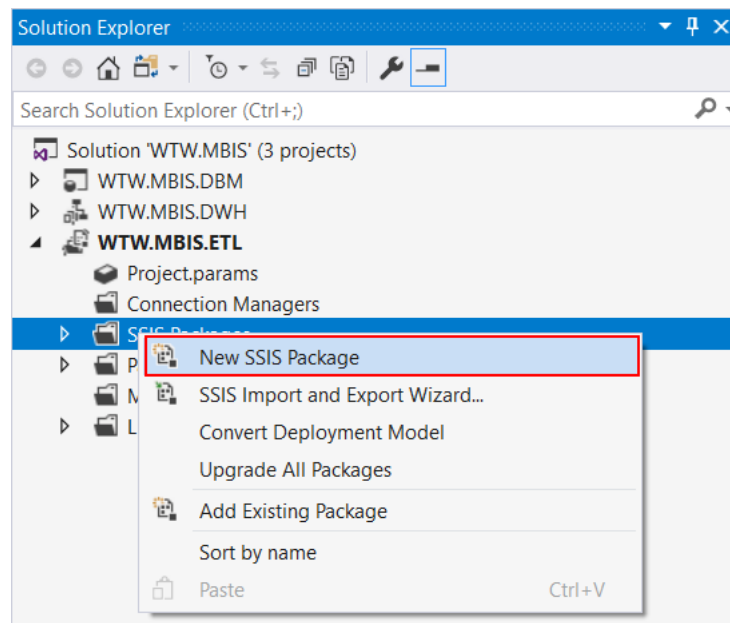 Solution Explorer
Search Solution Explorer (Ctrl+;)
Solution 'WTW.MBIS' (3 projects)
WTW.MBIS.DBM
WTW.MBIS.DWH
WTW.MBIS.ETL
Project.params
Connection Managers
SSIS Packages
New SSIS Package
SSIS Import and Export Wizard...
Convert Deployment Model
Upgrade All Packages
Add Existing Package
Sort by name
Paste Ctrl+V